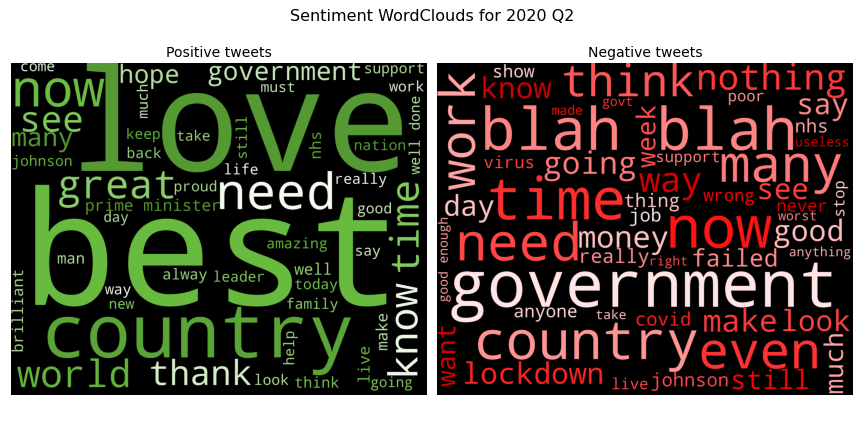 Sentiment WordClouds for 2020 Q2
Positive tweets
come
hope
government
support
now
love
much
must
work
see
many
keep
take
still
nhs
nation
well done
johnson
back
life
great
proud
need
really
prime minister
good
time
day
best
amazing
say
man
alway
leader
well
way
today
new
family
brilliant
country
know
make
help
live
world
thank
look
think
going
Negative tweets
work
show
think
nothing
know
made
govt
poor
say
blah blah
week
nhs
useless
virus
going
support
many
way
wrong
see
stop
day
time
thing
never
job
now
worst
good
need
money
anything
good enough
really
right
failed
government
anyone
take
covid
make
look
want
country
even
much
lockdown
live
johnson
still